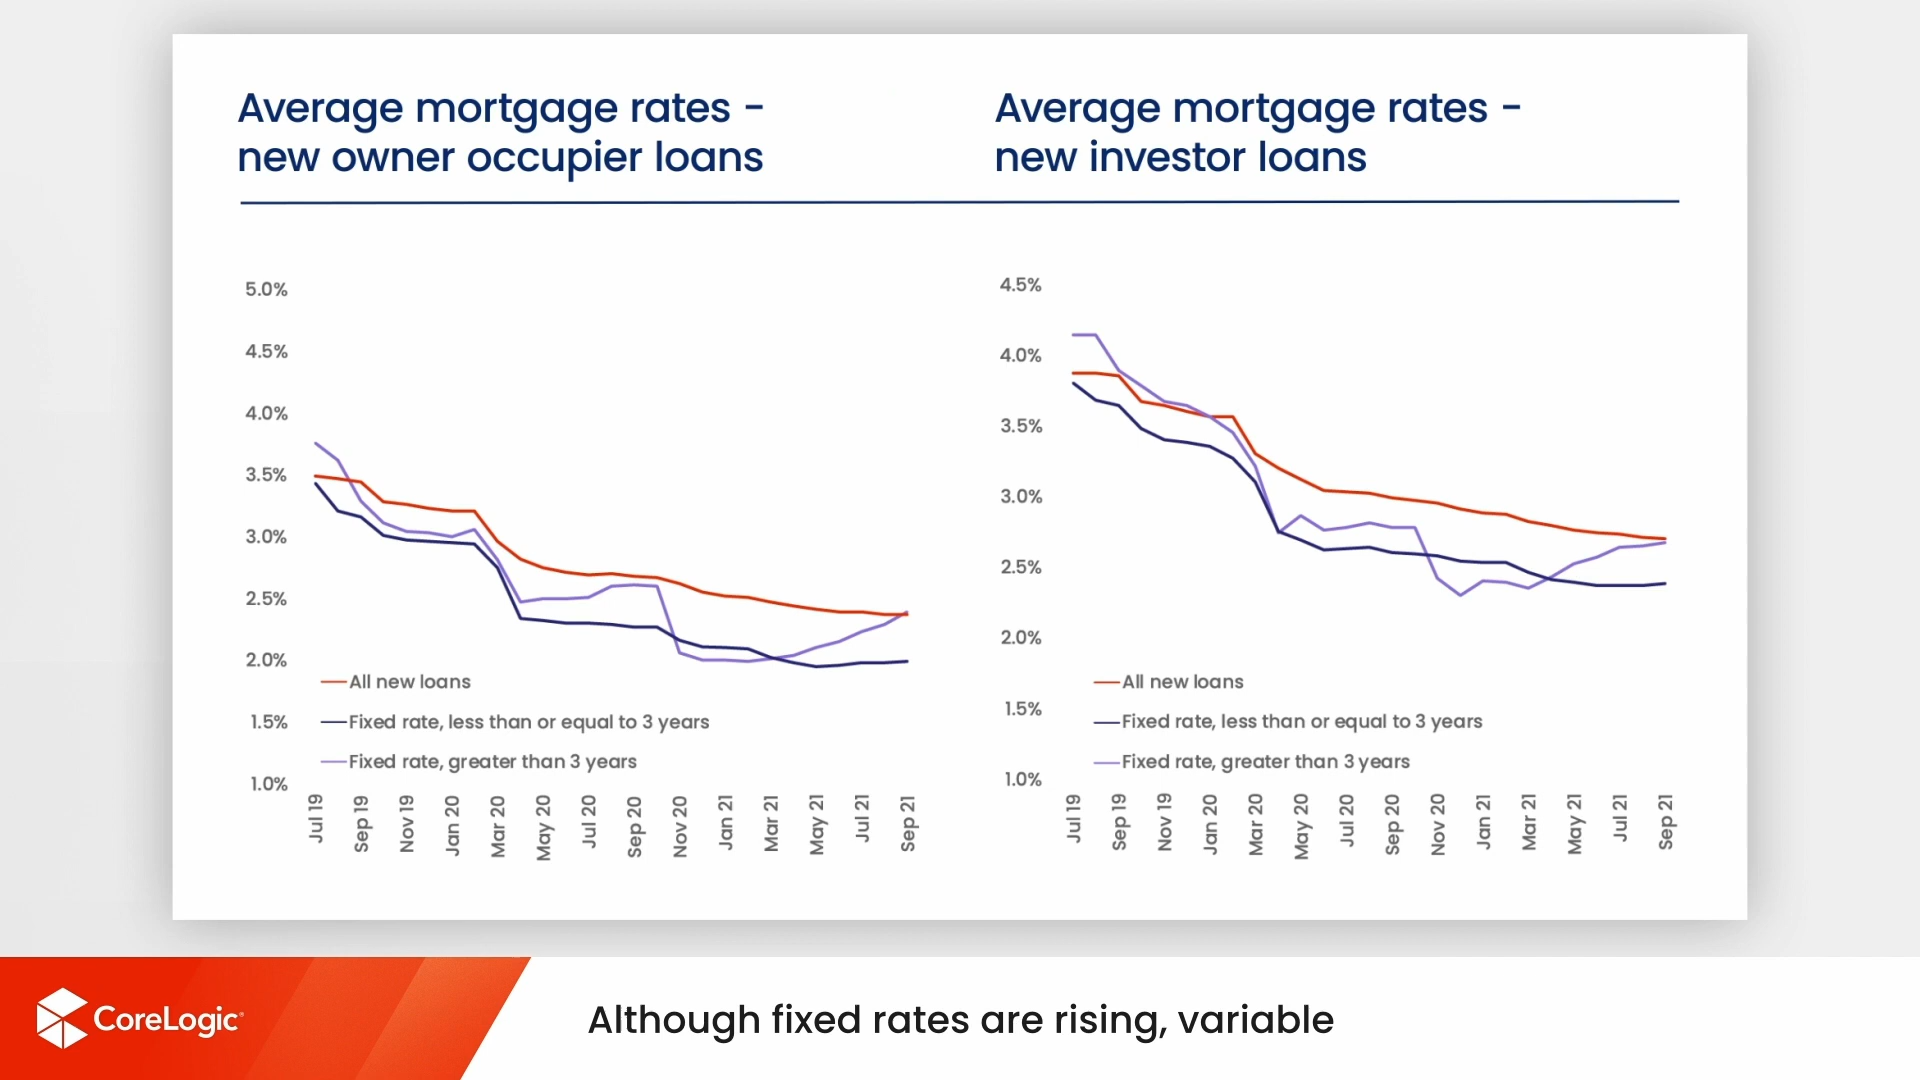 Average mortgage rates -
new owner occupier loans
5.0%
4.5%
4.0%
3.5%
3.0%
2.5%
2.0%
1.5%
1.0%
All new loans
Fixed rate, less than or equal to 3 years
Fixed rate, greater than 3 years
Jul 19
Sep 19
Nov 19
Jan 20
Mar 20
May 20
Jul 20
Sep 20
Nov 20
Jan 21
Mar 21
May 21
Jul 21
Sep 21
Average mortgage rates -
new investor loans
4.5%
4.0%
3.5%
3.0%
2.5%
2.0%
1.5%
1.0%
All new loans
Fixed rate, less than or equal to 3 years
Fixed rate, greater than 3 years
Jul 19
Sep 19
Nov 19
Jan 20
Mar 20
May 20
Jul 20
Sep 20
Nov 20
Jan 21
Mar 21
May 21
Jul 21
Sep 21
CoreLogic
Although fixed rates are rising, variable